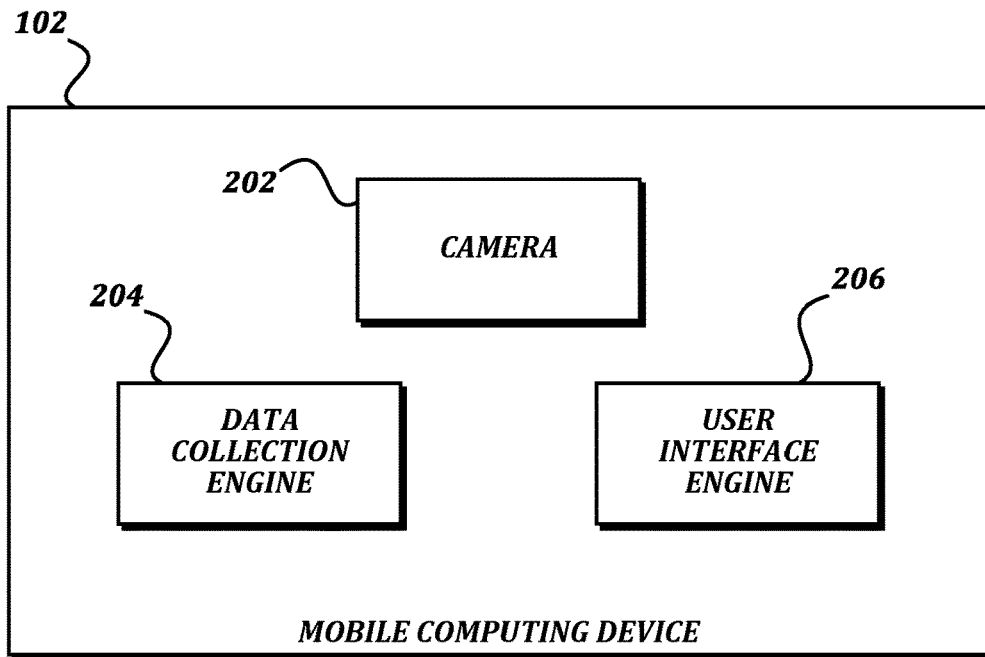 102
202
CAMERA
204
206
DATA
COLLECTION
ENGINE
USER
INTERFACE
ENGINE
MOBILE COMPUTING DEVICE